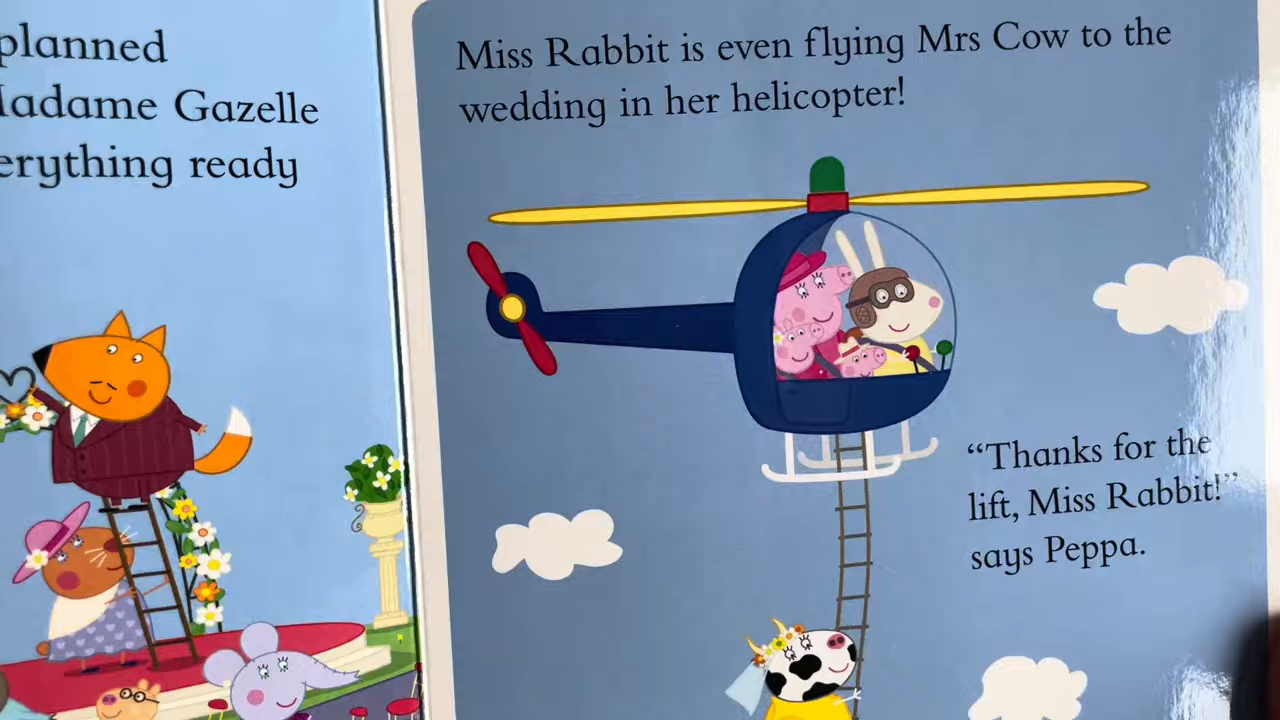 planned
Madame Gazelle
erything ready
Miss Rabbit is even flying Mrs Cow to the
wedding in her helicopter!
“Thanks for the
lift, Miss Rabbit!”
says Peppa.